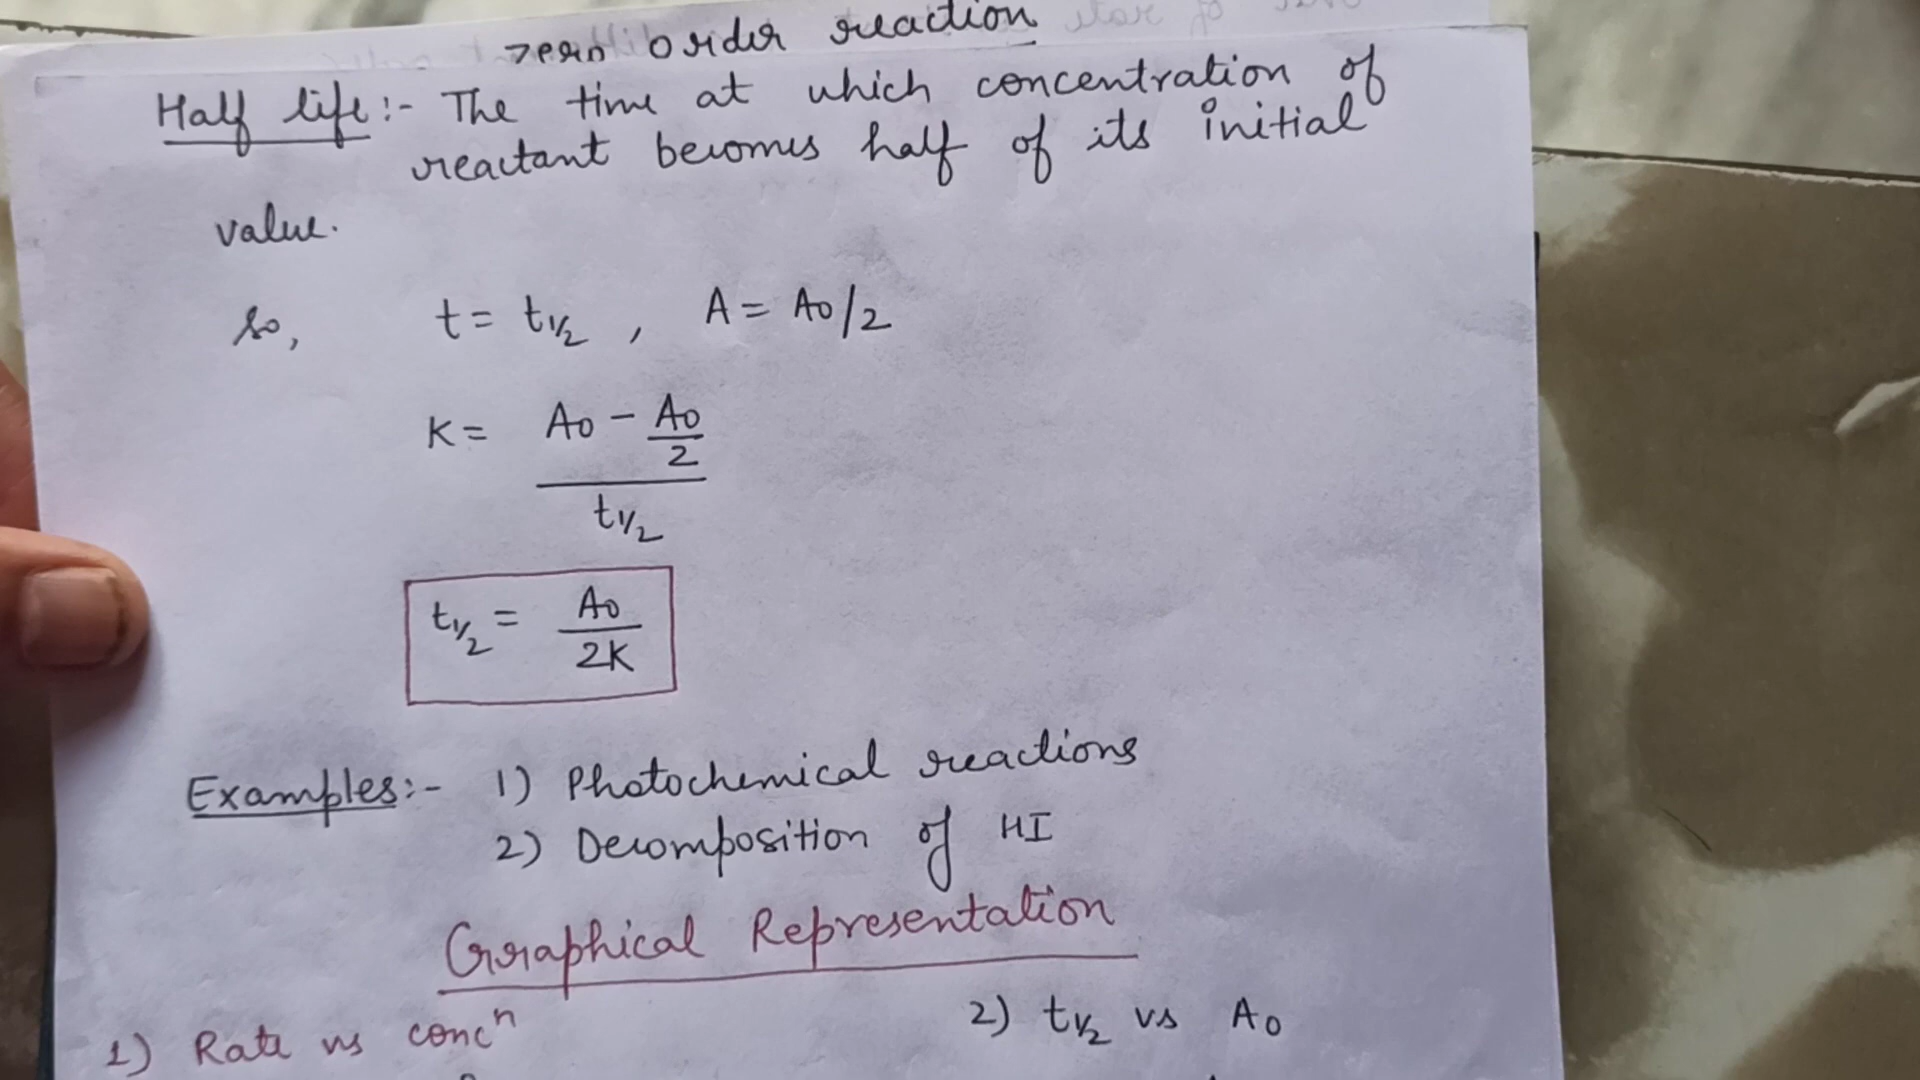 zero order reaction
Half life:- The time at which concentration of
reactant becomes half of its initial
value.
so, t = t1/2 , A = A0/2
K = A0 - A0/2
t1/2
t1/2 = A0/2K
Examples:- 1) Photochemical reactions
2) Decomposition of HI
Graphical Representation
1) Rate vs concⁿ 2) t1/2 vs A0